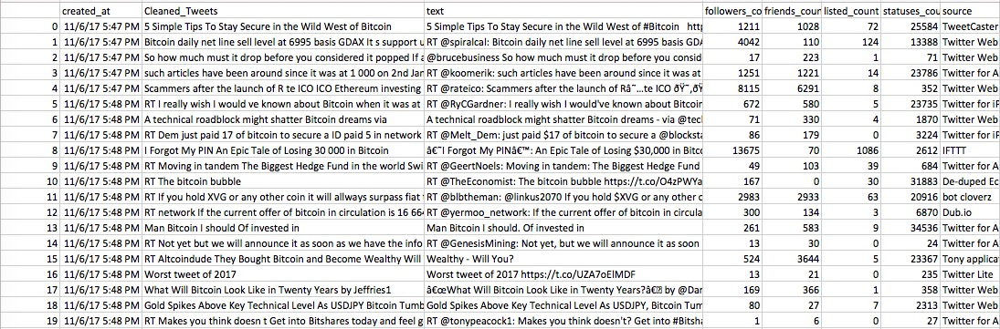 created_at Cleaned_Tweets text followers_co friends_coun listed_count statuses_cou source
0 11/6/17 5:47 PM 5 Simple Tips To Stay Secure in the Wild West of Bitcoin 5 Simple Tips To Stay Secure in the Wild West of #Bitcoin http 1211 1028 72 25584 TweetCaster
1 11/6/17 5:47 PM Bitcoin daily net line sell level at 6995 basis GDAX It s support u RT @spiralcal: Bitcoin daily net line sell level at 6995 basis GDA 4042 110 124 13388 Twitter Web
2 11/6/17 5:47 PM So how much must it drop before you considered it popped If a @brucebusiness So how much must it drop before you consid 17 223 1 71 Twitter Web
3 11/6/17 5:47 PM such articles have been around since it was at 1 000 on 2nd Jan RT @koomerik: such articles have been around since it was at 1251 1221 14 23786 Twitter for A
4 11/6/17 5:47 PM Scammers after the launch of R te ICO ICO Ethereum investing RT @rateico: Scammers after the launch of Râ˜…te ICO ðŸ˜‚ðŸ 8115 6291 8 352 Twitter Web
5 11/6/17 5:48 PM RT I really wish I would ve known about Bitcoin when it was at RT @RyCGardner: I really wish I would've known about Bitcoin 672 580 5 23735 Twitter for iP
6 11/6/17 5:48 PM A technical roadblock might shatter Bitcoin dreams via A technical roadblock might shatter Bitcoin dreams - via @tecl 71 330 4 1870 Twitter Web
7 11/6/17 5:48 PM RT Dem just paid 17 of bitcoin to secure a ID paid 5 in network RT @Melt_Dem: just paid $17 of bitcoin to secure a @blocksta 86 179 0 3224 Twitter for iP
8 11/6/17 5:48 PM I Forgot My PIN An Epic Tale of Losing 30 000 in Bitcoin â€˜I Forgot My PINâ€™: An Epic Tale of Losing $30,000 in Bitco 13675 70 1086 2612 IFTTT
9 11/6/17 5:48 PM RT Moving in tandem The Biggest Hedge Fund in the world Swi RT @GeertNoels: Moving in tandem: The Biggest Hedge Fund 49 103 39 684 Twitter for A
10 11/6/17 5:48 PM RT The bitcoin bubble RT @TheEconomist: The bitcoin bubble https://t.co/O4zPWYa 167 0 30 31883 De-duped Ec
11 11/6/17 5:48 PM RT If you hold XVG or any other coin it will allways surpass fiat RT @blbtheman: @linkus2070 If you hold $XVG or any other c 2983 2933 63 20916 bot cloverz
12 11/6/17 5:48 PM network If the current offer of bitcoin in circulation is 16 664 RT @yermoo_network: If the current offer of bitcoin in circula 300 134 3 6870 Dub.io
13 11/6/17 5:48 PM Man Bitcoin I should Of invested in Man Bitcoin I should. Of invested in 261 583 9 34536 Twitter for A
14 11/6/17 5:48 PM RT Not yet but we will announce it as soon as we have the info RT @GenesisMining: Not yet, but we will announce it as soon 13 30 0 24 Twitter for A
15 11/6/17 5:48 PM RT Altcoindude They Bought Bitcoin and Become Wealthy Will Wealthy - Will You? 524 3644 5 23367 Tony applica
16 11/6/17 5:48 PM Worst tweet of 2017 Worst tweet of 2017 https://t.co/UZA7oEIMDF 13 21 0 235 Twitter Lite
17 11/6/17 5:48 PM What Will Bitcoin Look Like in Twenty Years by Jeffries1 â€œWhat Will Bitcoin Look Like in Twenty Years?â€ by @Dar 169 366 1 358 Twitter Web
18 11/6/17 5:48 PM Gold Spikes Above Key Technical Level As USDJPY Bitcoin Tumb Gold Spikes Above Key Technical Level As USDJPY, Bitcoin Tum 80 27 7 2313 Twitter Web
19 11/6/17 5:48 PM RT Makes you think doesn t Get into Bitshares today and feel g RT @tonypeacock1: Makes you think doesn't? Get into #Bitsha 1 6 0 27 Twitter for A